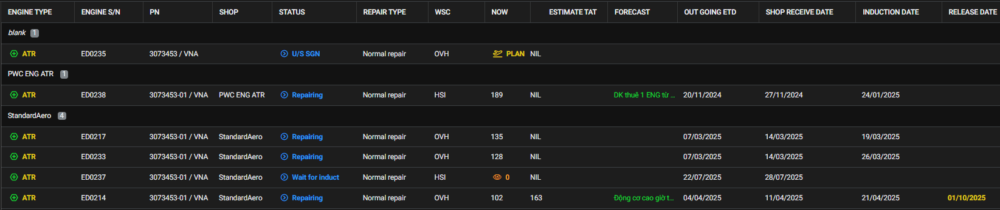 ENGINE TYPE ENGINE S/N PN SHOP STATUS REPAIR TYPE WSC NOW ESTIMATE TAT FORECAST OUT GOING ETD SHOP RECEIVE DATE INDUCTION DATE RELEASE DATE
blank 1
ATR ED0235 3073453 / VNA U/S SGN Normal repair OVH PLAN NIL
PWC ENG ATR 1
ATR ED0238 3073453-01 / VNA PWC ENG ATR Repairing Normal repair HSI 189 NIL DK thuê 1 ENG từ ... 20/11/2024 27/11/2024 24/01/2025
StandardAero 4
ATR ED0217 3073453-01 / VNA StandardAero Repairing Normal repair OVH 135 NIL 07/03/2025 14/03/2025 19/03/2025
ATR ED0233 3073453-01 / VNA StandardAero Repairing Normal repair OVH 128 NIL 07/03/2025 14/03/2025 26/03/2025
ATR ED0237 3073453-01 / VNA StandardAero Wait for induct Normal repair HSI 0 NIL 22/07/2025 28/07/2025
ATR ED0214 3073453-01 / VNA StandardAero Repairing Normal repair OVH 102 163 Động cơ cao giờ t... 04/04/2025 11/04/2025 21/04/2025 01/10/2025